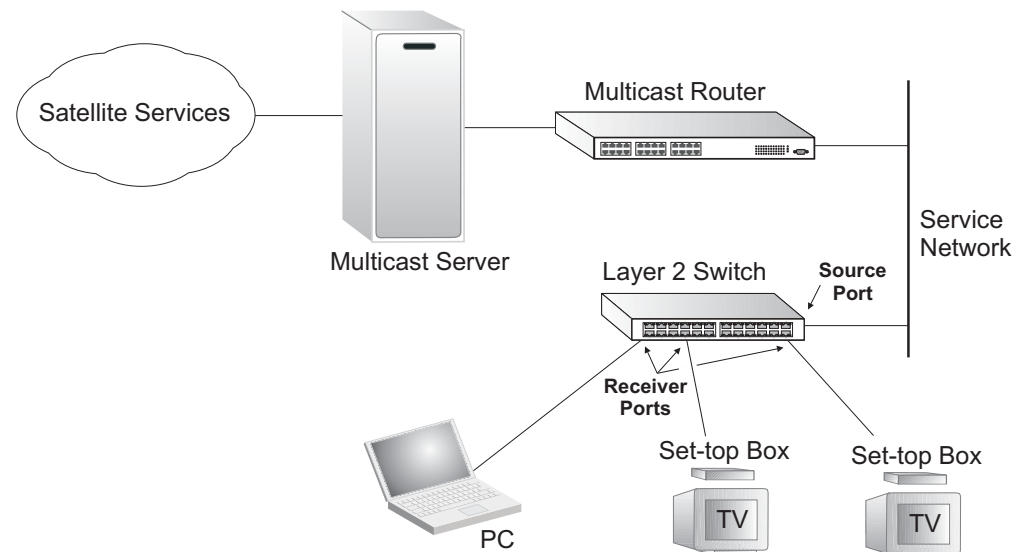 Satellite Services
Multicast Router
Multicast Server
Service
Network
Layer 2 Switch
Source
Port
Receiver
Ports
Set-top Box
Set-top Box
TV
TV
PC